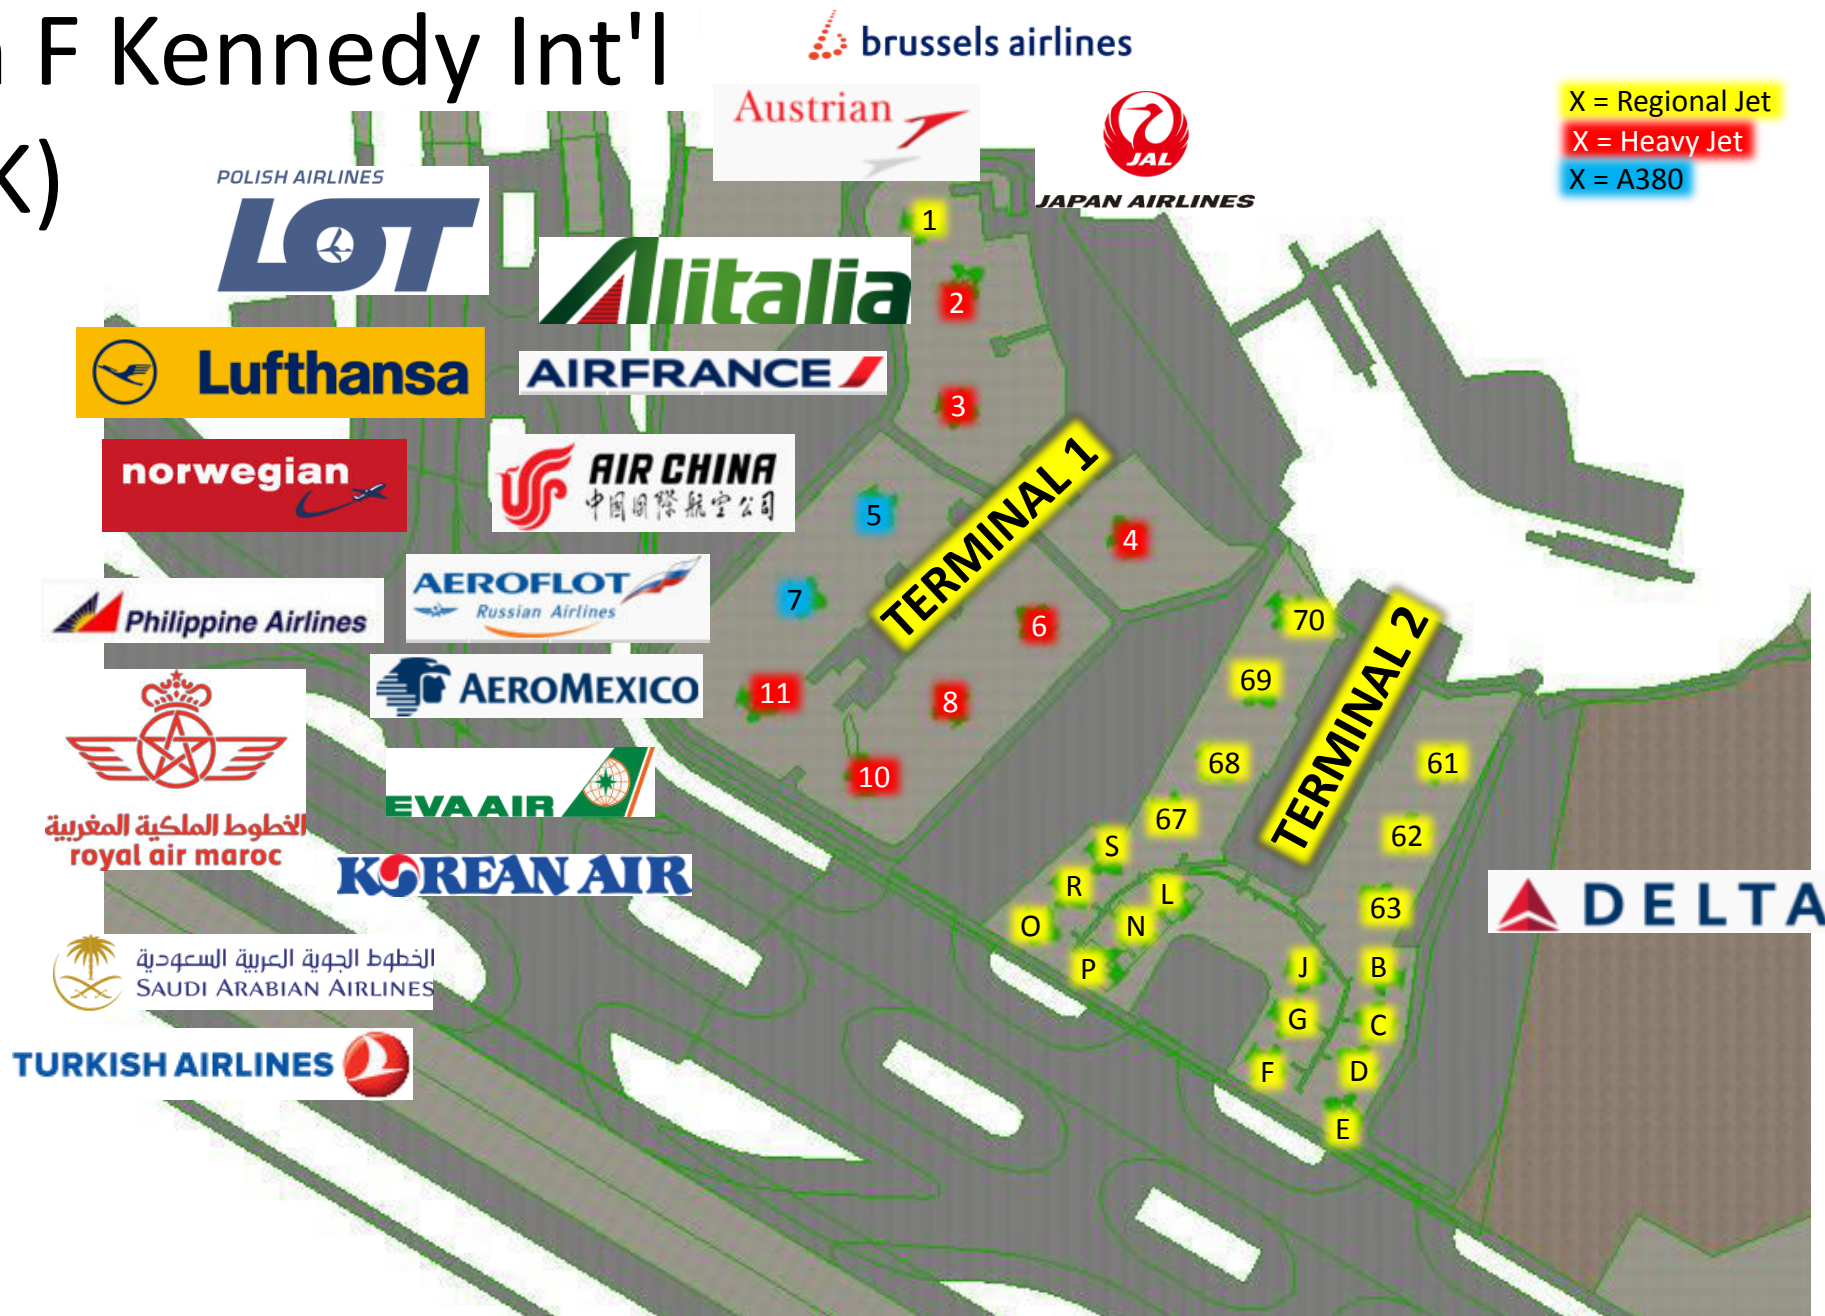 F Kennedy Int'l
K)
brussels airlines
Austrian
JAL
JAPAN AIRLINES
X = Regional Jet
X = Heavy Jet
X = A380
POLISH AIRLINES
LOT
Alitalia
Lufthansa
AIRFRANCE
norwegian
AIR CHINA
中国国际航空公司
Philippine Airlines
AEROFLOT
Russian Airlines
AEROMEXICO
الخطوط الملكية المغربية
royal air maroc
EVA AIR
KOREAN AIR
الخطوط الجوية العربية السعودية
SAUDI ARABIAN AIRLINES
TURKISH AIRLINES
DELTA
TERMINAL 1
1
2
3
4
5
6
7
8
11
10
TERMINAL 2
70
69
68
67
61
62
63
S
R
O
L
N
P
J
B
G
C
F
D
E